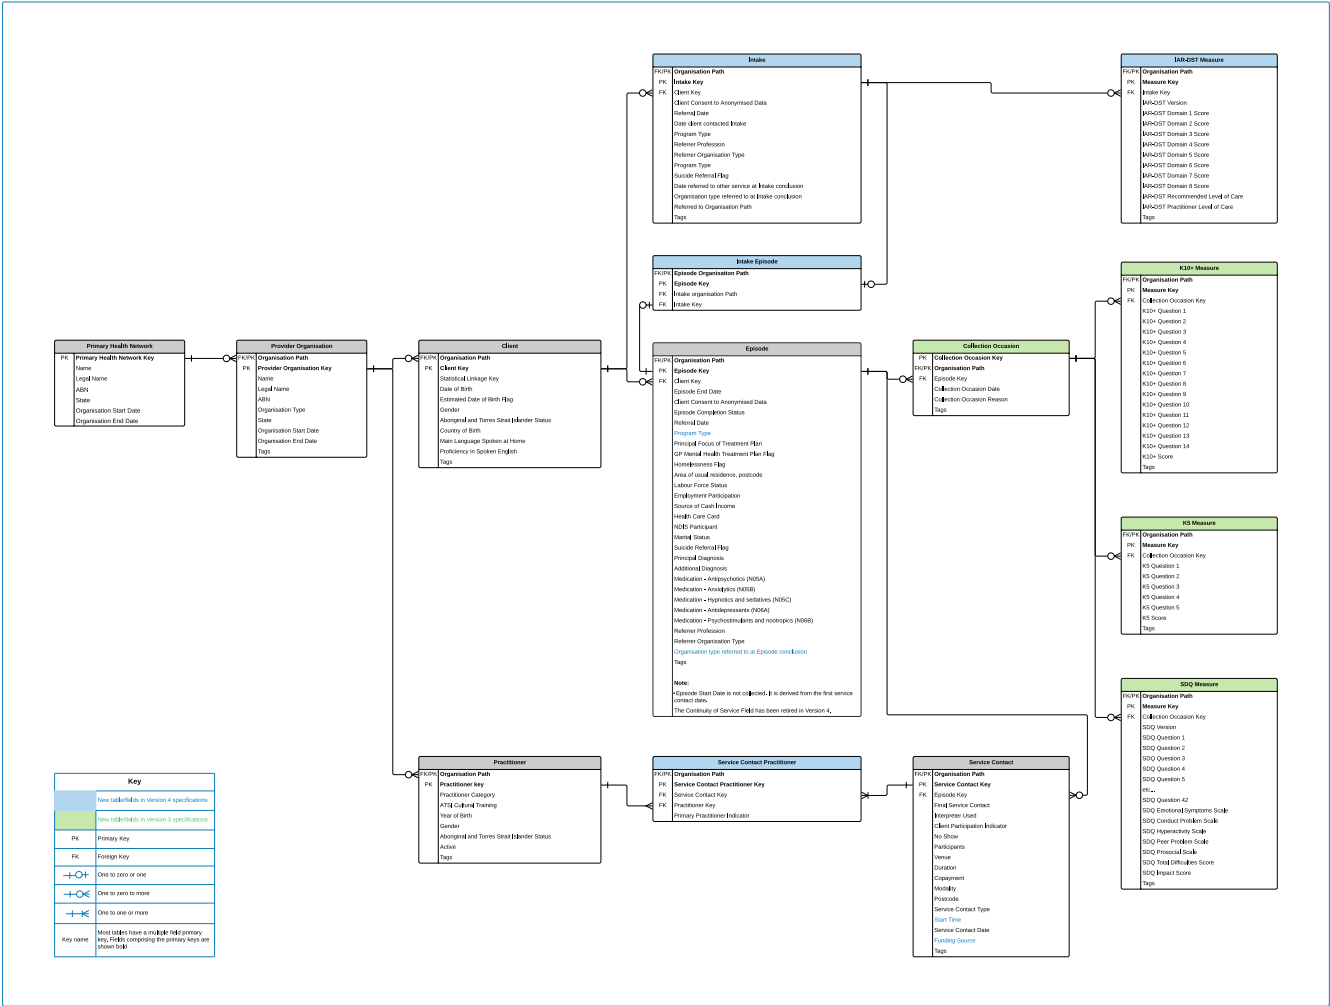 Primary Health Network
PK Primary Health Network Key
Name
Legal Name
ABN
State
Organisation Start Date
Organisation End Date
Provider Organisation
FK/PK Organisation Path
PK Provider Organisation Key
Name
Legal Name
ABN
Organisation Type
State
Organisation Start Date
Organisation End Date
Tags
Client
FK/PK Organisation Path
PK Client Key
Statistical Linkage Key
Date of Birth
Estimated Date of Birth Flag
Gender
Aboriginal and Torres Strait Islander Status
Country of Birth
Main Language Spoken at Home
Proficiency in Spoken English
Tags
Intake
FK/PK Organisation Path
PK Intake Key
FK Client Key
Client Consent to Anonymised Data
Referral Date
Date client contacted Intake
Program Type
Referrer Profession
Referrer Organisation Type
Program Type
Suicide Referral Flag
Date referred to other service at Intake conclusion
Organisation type referred to at Intake conclusion
Referred to Organisation Path
Tags
Intake Episode
FK/PK Episode Organisation Path
PK Episode Key
FK Intake organisation Path
FK Intake Key
Episode
FK/PK Organisation Path
PK Episode Key
FK Client Key
Episode End Date
Client Consent to Anonymised Data
Episode Completion Status
Referral Date
Program Type
Principal Focus of Treatment Plan
GP Mental Health Treatment Plan Flag
Homelessness Flag
Area of usual residence, postcode
Labour Force Status
Employment Participation
Source of Cash Income
Health Care Card
NDIS Participant
Marital Status
Suicide Referral Flag
Principal Diagnosis
Additional Diagnosis
Medication - Antipsychotics (N05A)
Medication - Anxiolytics (N05B)
Medication - Hypnotics and sedatives (N05C)
Medication - Antidepressants (N06A)
Medication - Psychostimulants and nootropics (N06B)
Referrer Profession
Referrer Organisation Type
Organisation type referred to at Episode conclusion
Tags
Note:
• Episode Start Date is not collected. It is derived from the first service
contact date.
The Continuity of Service Field has been retired in Version 4.
Collection Occasion
PK Collection Occasion Key
FK/PK Organisation Path
FK Episode Key
Collection Occasion Date
Collection Occasion Reason
Tags
IAR-DST Measure
FK/PK Organisation Path
PK Measure Key
FK Intake Key
IAR-DST Version
IAR-DST Domain 1 Score
IAR-DST Domain 2 Score
IAR-DST Domain 3 Score
IAR-DST Domain 4 Score
IAR-DST Domain 5 Score
IAR-DST Domain 6 Score
IAR-DST Domain 7 Score
IAR-DST Domain 8 Score
IAR-DST Recommended Level of Care
IAR-DST Practitioner Level of Care
Tags
K10+ Measure
FK/PK Organisation Path
PK Measure Key
FK Collection Occasion Key
K10+ Question 1
K10+ Question 2
K10+ Question 3
K10+ Question 4
K10+ Question 5
K10+ Question 6
K10+ Question 7
K10+ Question 8
K10+ Question 9
K10+ Question 10
K10+ Question 11
K10+ Question 12
K10+ Question 13
K10+ Question 14
K10+ Score
Tags
K5 Measure
FK/PK Organisation Path
PK Measure Key
FK Collection Occasion Key
K5 Question 1
K5 Question 2
K5 Question 3
K5 Question 4
K5 Question 5
K5 Score
Tags
SDQ Measure
FK/PK Organisation Path
PK Measure Key
FK Collection Occasion Key
SDQ Version
SDQ Question 1
SDQ Question 2
SDQ Question 3
SDQ Question 4
SDQ Question 5
etc...
SDQ Question 42
SDQ Emotional Symptoms Scale
SDQ Conduct Problem Scale
SDQ Hyperactivity Scale
SDQ Peer Problem Scale
SDQ Prosocial Scale
SDQ Total Difficulties Score
SDQ Impact Score
Tags
Practitioner
FK/PK Organisation Path
PK Practitioner key
Practitioner Category
ATSI Cultural Training
Year of Birth
Gender
Aboriginal and Torres Strait Islander Status
Active
Tags
Service Contact Practitioner
FK/PK Organisation Path
PK Service Contact Practitioner Key
FK Service Contact Key
FK Practitioner Key
Primary Practitioner Indicator
Service Contact
FK/PK Organisation Path
PK Service Contact Key
FK Episode Key
Final Service Contact
Interpreter Used
Client Participation Indicator
No Show
Participants
Venue
Duration
Copayment
Modality
Postcode
Service Contact Type
Start Time
Service Contact Date
Funding Source
Tags
Key
New table/fields in Version 4 specifications
New table/fields in Version 3 specifications
PK Primary Key
FK Foreign Key
One to zero or one
One to zero to more
One to one or more
Key name
Most tables have a multiple field primary
key, Fields comprising the primary keys are
shown bold